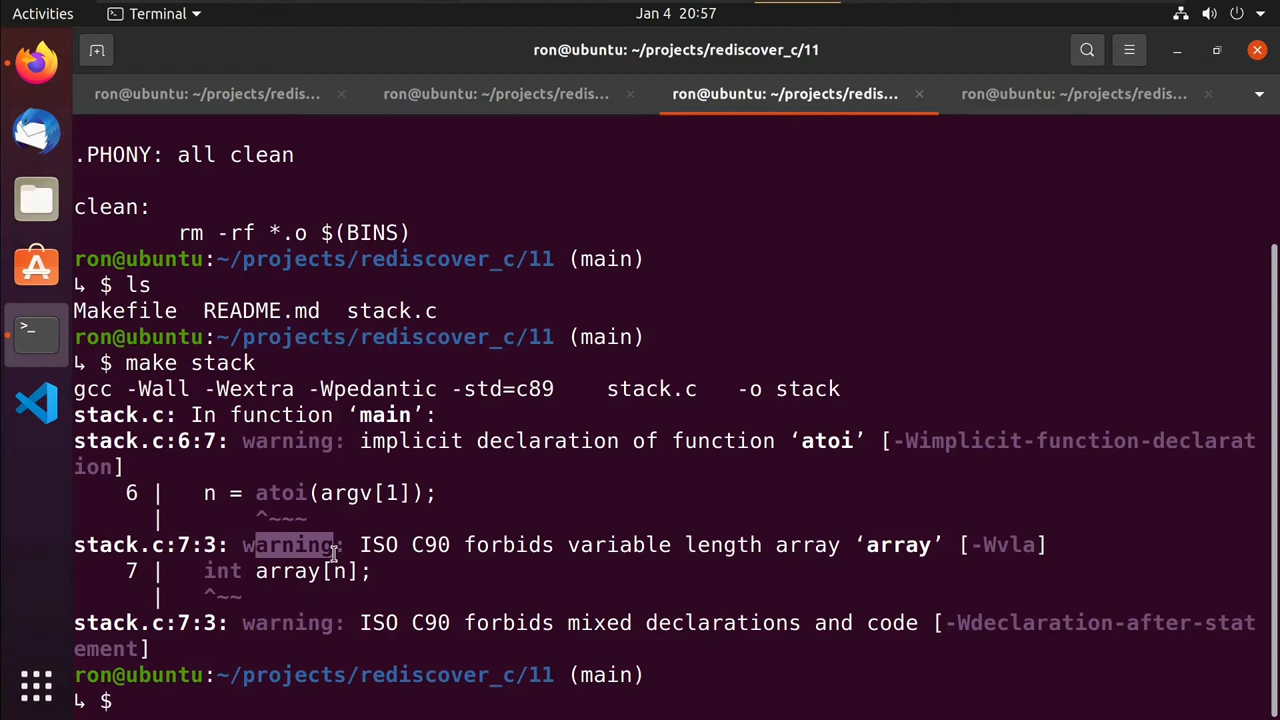 Activities
Terminal
Jan 4 20:57
ron@ubuntu: ~/projects/rediscover_c/11
ron@ubuntu: ~/projects/redis...
ron@ubuntu: ~/projects/redis...
ron@ubuntu: ~/projects/redis...
ron@ubuntu: ~/projects/redis...
.PHONY: all clean
clean:
rm -rf *.o $(BINS)
ron@ubuntu:~/projects/rediscover_c/11 (main)
↳ $ ls
Makefile  README.md  stack.c
ron@ubuntu:~/projects/rediscover_c/11 (main)
↳ $ make stack
gcc -Wall -Wextra -Wpedantic -std=c89    stack.c   -o stack
stack.c: In function ‘main’:
stack.c:6:7: warning: implicit declaration of function ‘atoi’ [-Wimplicit-function-declarat
ion]
6 |   n = atoi(argv[1]);
|       ^~~~
stack.c:7:3: warning: ISO C90 forbids variable length array ‘array’ [-Wvla]
7 |   int array[n];
|   ^~~
stack.c:7:3: warning: ISO C90 forbids mixed declarations and code [-Wdeclaration-after-stat
ement]
ron@ubuntu:~/projects/rediscover_c/11 (main)
↳ $